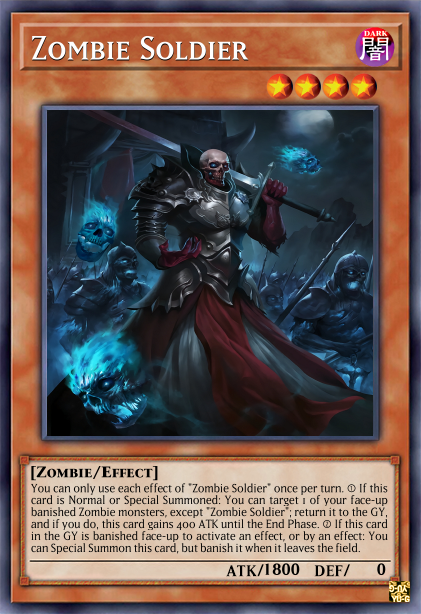 ZOMBIE SOLDIER
DARK
闇
[ZOMBIE/EFFECT]
You can only use each effect of "Zombie Soldier" once per turn. ① If this
card is Normal or Special Summoned: You can target 1 of your face-up
banished Zombie monsters, except "Zombie Soldier"; return it to the GY,
and if you do, this card gains 400 ATK until the End Phase. ② If this card
in the GY is banished face-up to activate an effect, or by an effect: You
can Special Summon this card, but banish it when it leaves the field.
ATK/1800 DEF/ 0